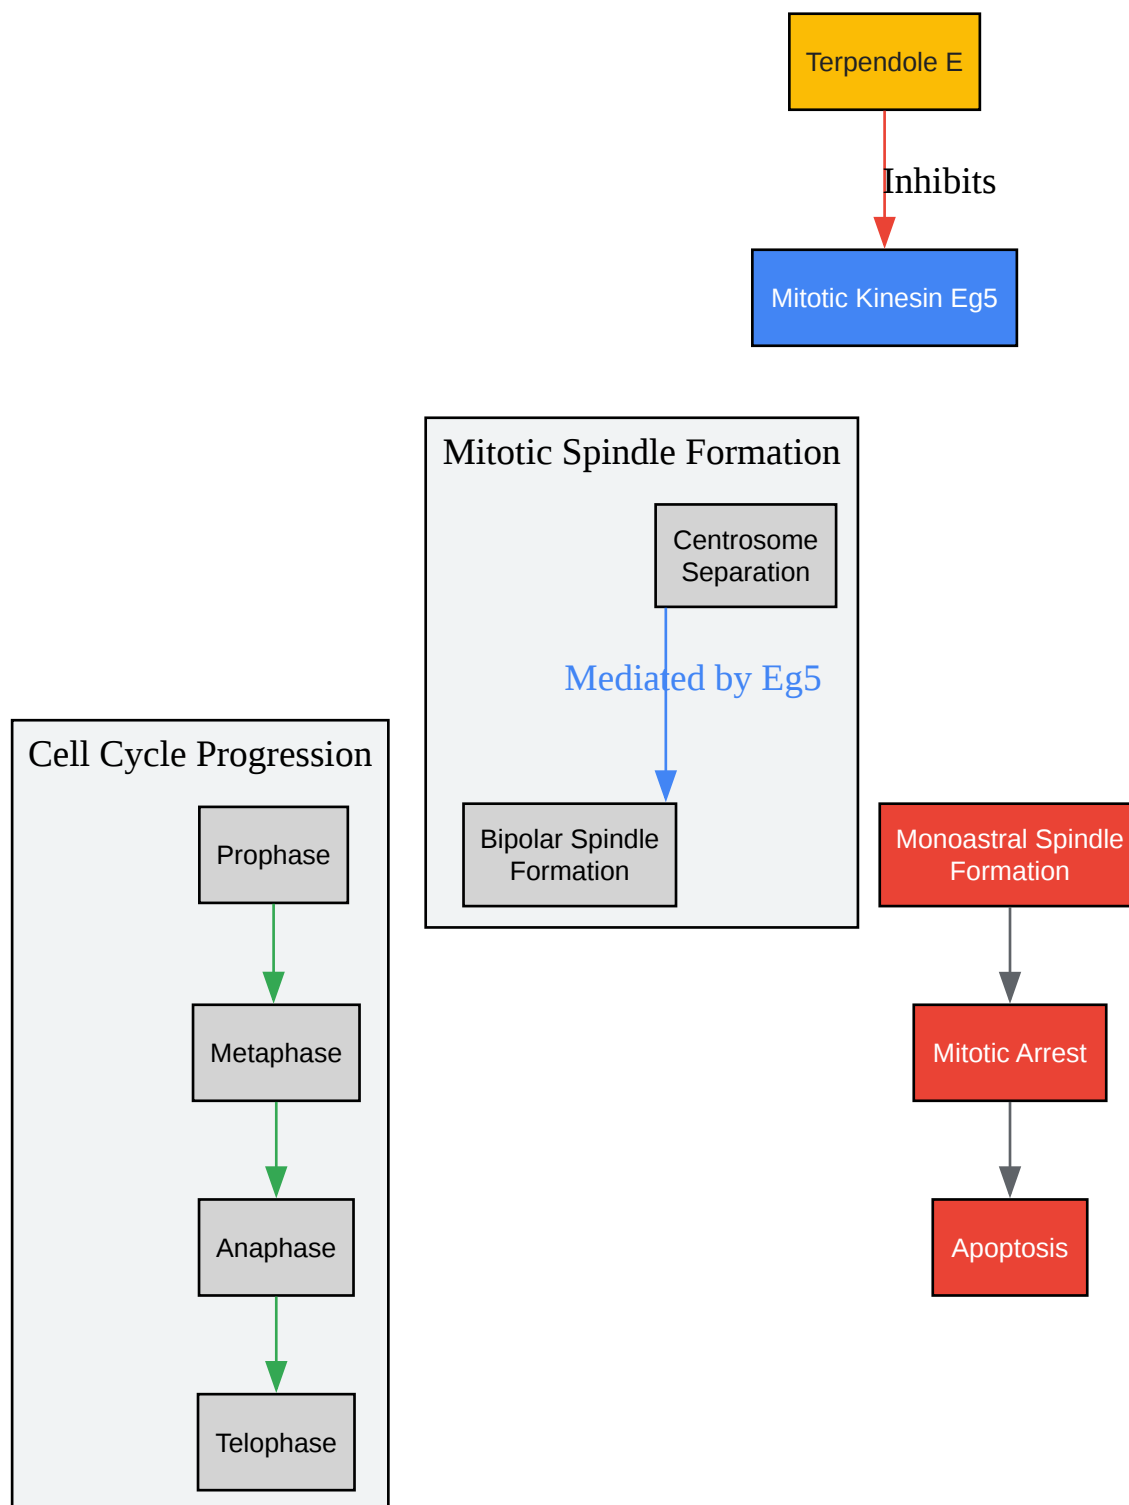 Terpendole E
Inhibits
Mitotic Kinesin Eg5
Mitotic Spindle Formation
Centrosome
Separation
Mediated by Eg5
Bipolar Spindle
Formation
Cell Cycle Progression
Prophase
Metaphase
Anaphase
Telophase
Monoastral Spindle
Formation
Mitotic Arrest
Apoptosis